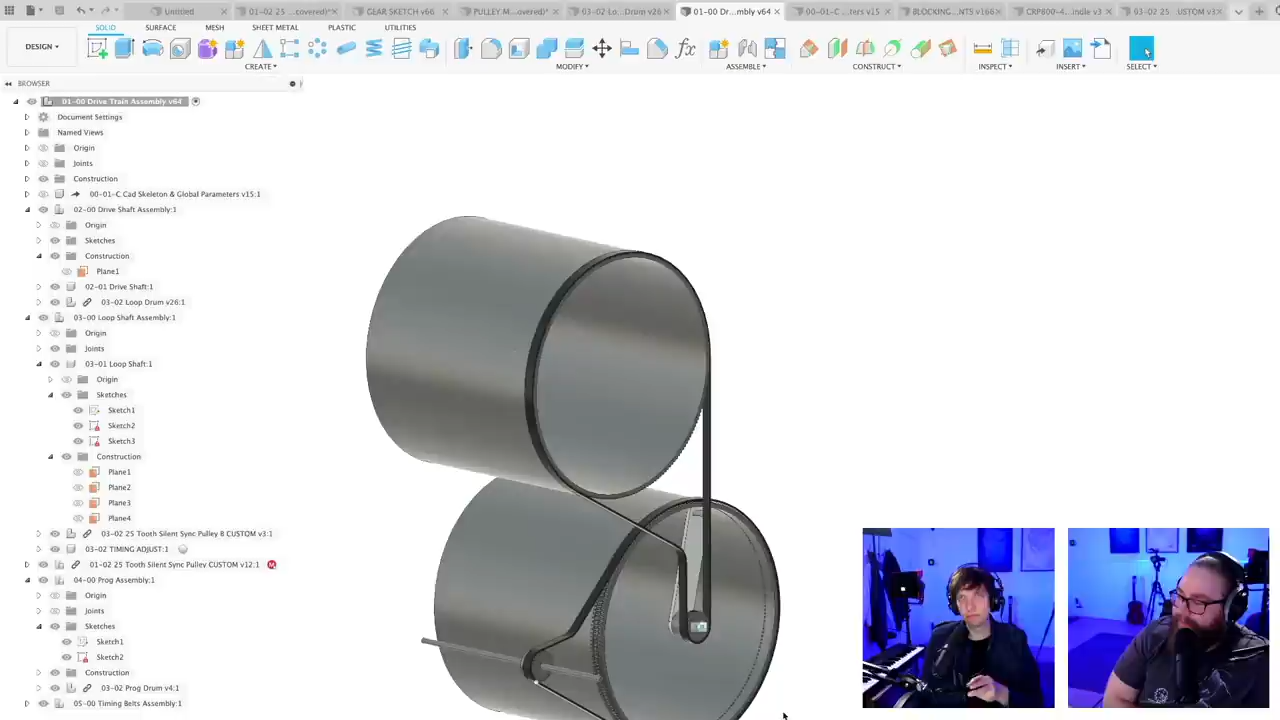 Untitled
01-02 25 ...covered)*
GEAR SKETCH v66
PULLEY M...overed)*
03-02 Lo...Drum v26
01-00 Dr...mbly v64
00-01-C ...ters v15
BLOCKING...NTS v166
CRP800-4...indle v3
03-02 25 ...USTOM v3
SOLID SURFACE MESH SHEET METAL PLASTIC UTILITIES
DESIGN
CREATE MODIFY ASSEMBLE CONSTRUCT INSPECT INSERT SELECT
BROWSER
01-00 Drive Train Assembly v64
Document Settings
Named Views
Origin
Joints
Construction
00-01-C Cad Skeleton & Global Parameters v15:1
02-00 Drive Shaft Assembly:1
Origin
Sketches
Construction
Plane1
02-01 Drive Shaft:1
03-02 Loop Drum v26:1
03-00 Loop Shaft Assembly:1
Origin
Joints
03-01 Loop Shaft:1
Origin
Sketches
Sketch1
Sketch2
Sketch3
Construction
Plane1
Plane2
Plane3
Plane4
03-02 25 Tooth Silent Sync Pulley B CUSTOM v3:1
03-02 TIMING ADJUST:1
01-02 25 Tooth Silent Sync Pulley CUSTOM v12:1
04-00 Prog Assembly:1
Origin
Joints
Sketches
Sketch1
Sketch2
Construction
03-02 Prog Drum v4:1
05-00 Timing Belts Assembly:1